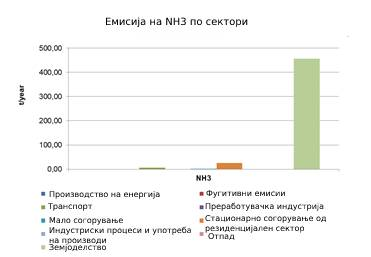 Емисија на NH3 по сектори
500,00
400,00
300,00
200,00
100,00
0,00
t/year
NH3
Производство на енергија
Фугитивни емисии
Транспорт
Преработувачка индустрија
Мало согорување
Стационарно согорување од
резиденцијален сектор
Индустриски процеси и употреба
на производи
Отпад
Земјоделство